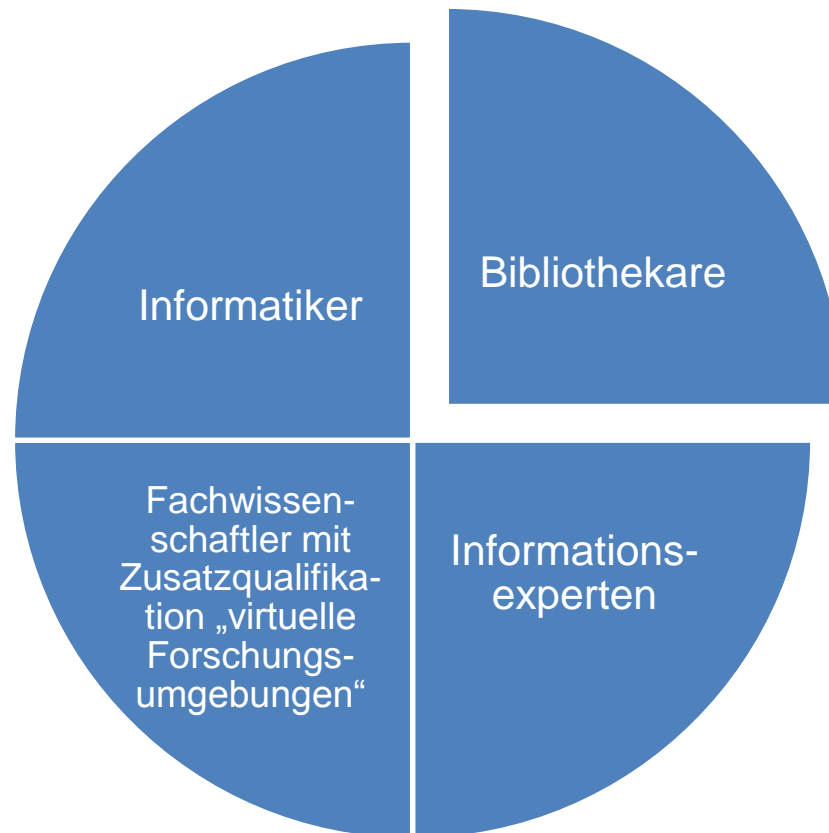 Informatiker
Bibliothekare
Fachwissen-
schaftler mit
Zusatzqualifika-
tion „virtuelle
Forschungs-
umgebungen“
Informations-
experten